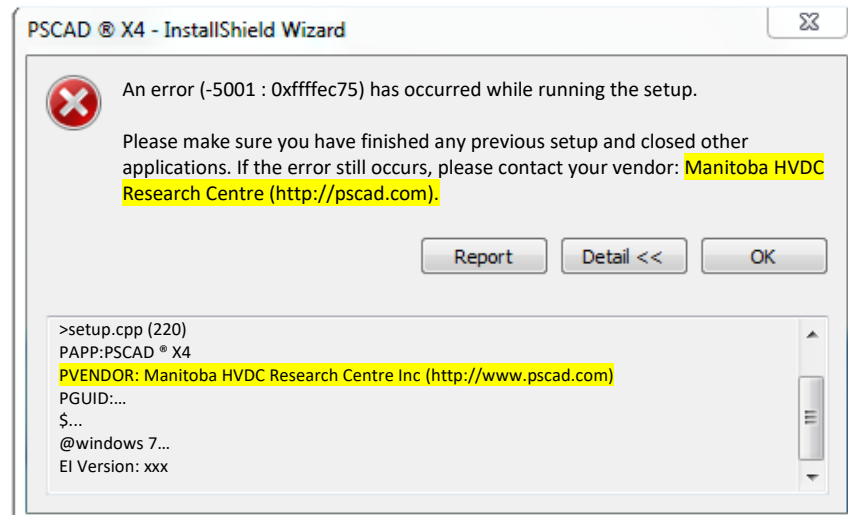 PSCAD ® X4 - InstallShield Wizard
An error (-5001 : 0xffffec75) has occurred while running the setup.
Please make sure you have finished any previous setup and closed other
applications. If the error still occurs, please contact your vendor: Manitoba HVDC
Research Centre (http://pscad.com).
Report
Detail <<
OK
>setup.cpp (220)
PAPP:PSCAD ® X4
PVENDOR: Manitoba HVDC Research Centre Inc (http://www.pscad.com)
PGUID:…
$...
@windows 7…
EI Version: xxx